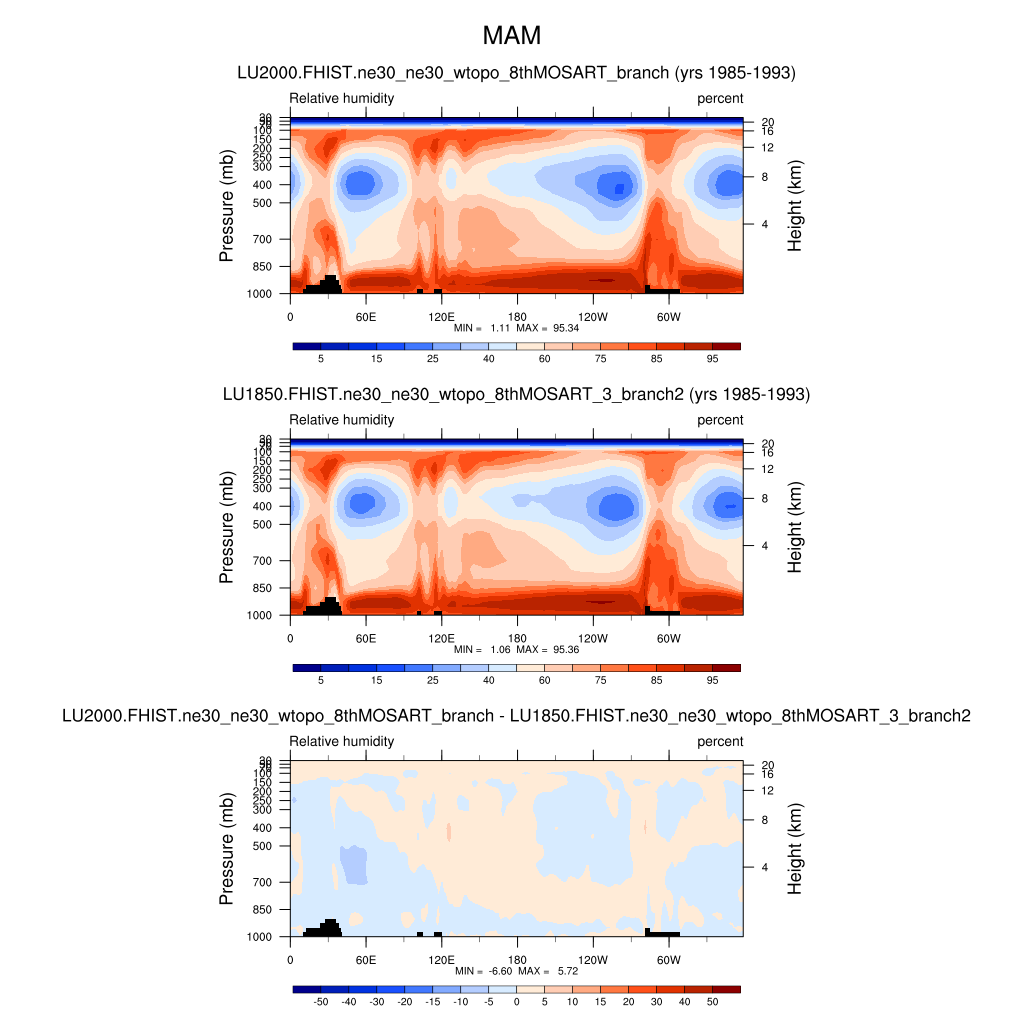 MAM
LU2000.FHIST.ne30_ne30_wtopo_8thMOSART_branch (yrs 1985-1993)
Relative humidity percent
30
100
150
200
250
300
400
500
700
850
1000
Pressure (mb)
20
16
12
8
4
Height (km)
0 60E 120E 180 120W 60W
MIN = 1.11 MAX = 95.34
5 15 25 40 60 75 85 95
LU1850.FHIST.ne30_ne30_wtopo_8thMOSART_3_branch2 (yrs 1985-1993)
Relative humidity percent
30
100
150
200
250
300
400
500
700
850
1000
Pressure (mb)
20
16
12
8
4
Height (km)
0 60E 120E 180 120W 60W
MIN = 1.06 MAX = 95.36
5 15 25 40 60 75 85 95
LU2000.FHIST.ne30_ne30_wtopo_8thMOSART_branch - LU1850.FHIST.ne30_ne30_wtopo_8thMOSART_3_branch2
Relative humidity percent
30
100
150
200
250
300
400
500
700
850
1000
Pressure (mb)
20
16
12
8
4
Height (km)
0 60E 120E 180 120W 60W
MIN = -6.60 MAX = 5.72
-50 -40 -30 -20 -15 -10 -5 0 5 10 15 20 30 40 50